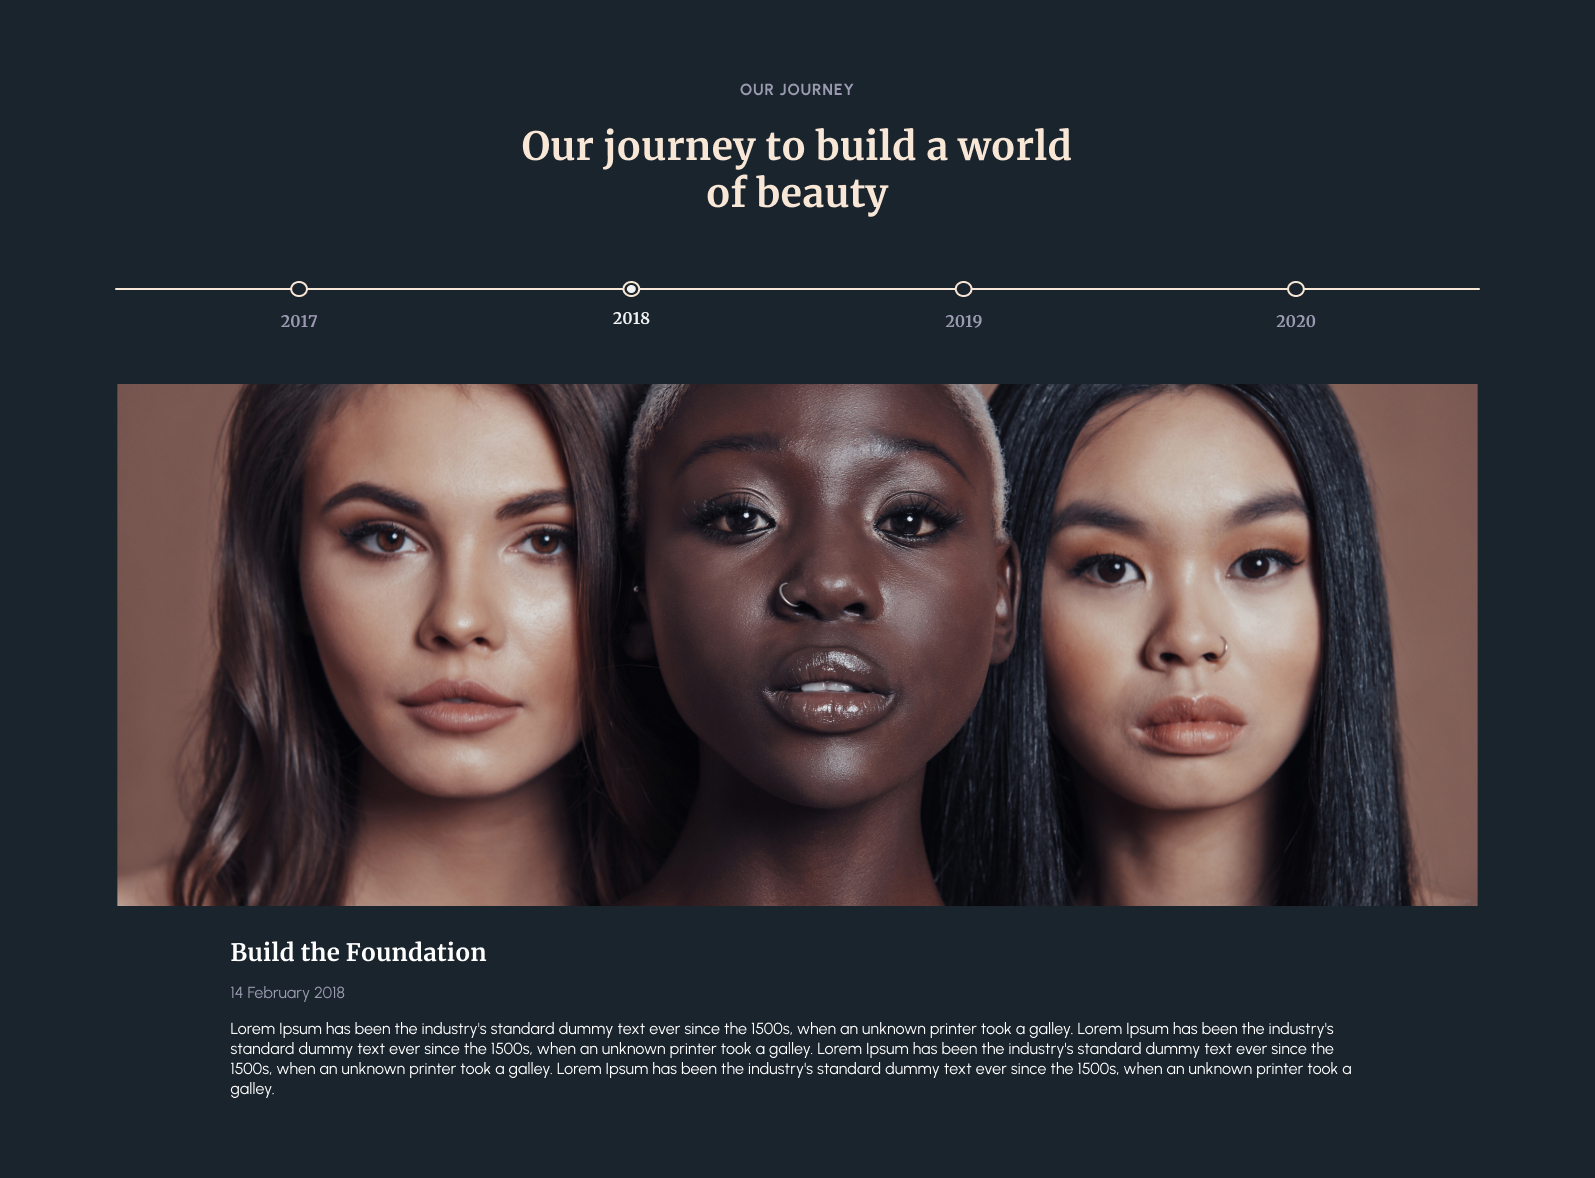 OUR JOURNEY
Our journey to build a world
of beauty
2017
2018
2019
2020
Build the Foundation
14 February 2018
Lorem Ipsum has been the industry's standard dummy text ever since the 1500s, when an unknown printer took a galley. Lorem Ipsum has been the industry's
standard dummy text ever since the 1500s, when an unknown printer took a galley. Lorem Ipsum has been the industry's standard dummy text ever since the
1500s, when an unknown printer took a galley. Lorem Ipsum has been the industry's standard dummy text ever since the 1500s, when an unknown printer took a
galley.